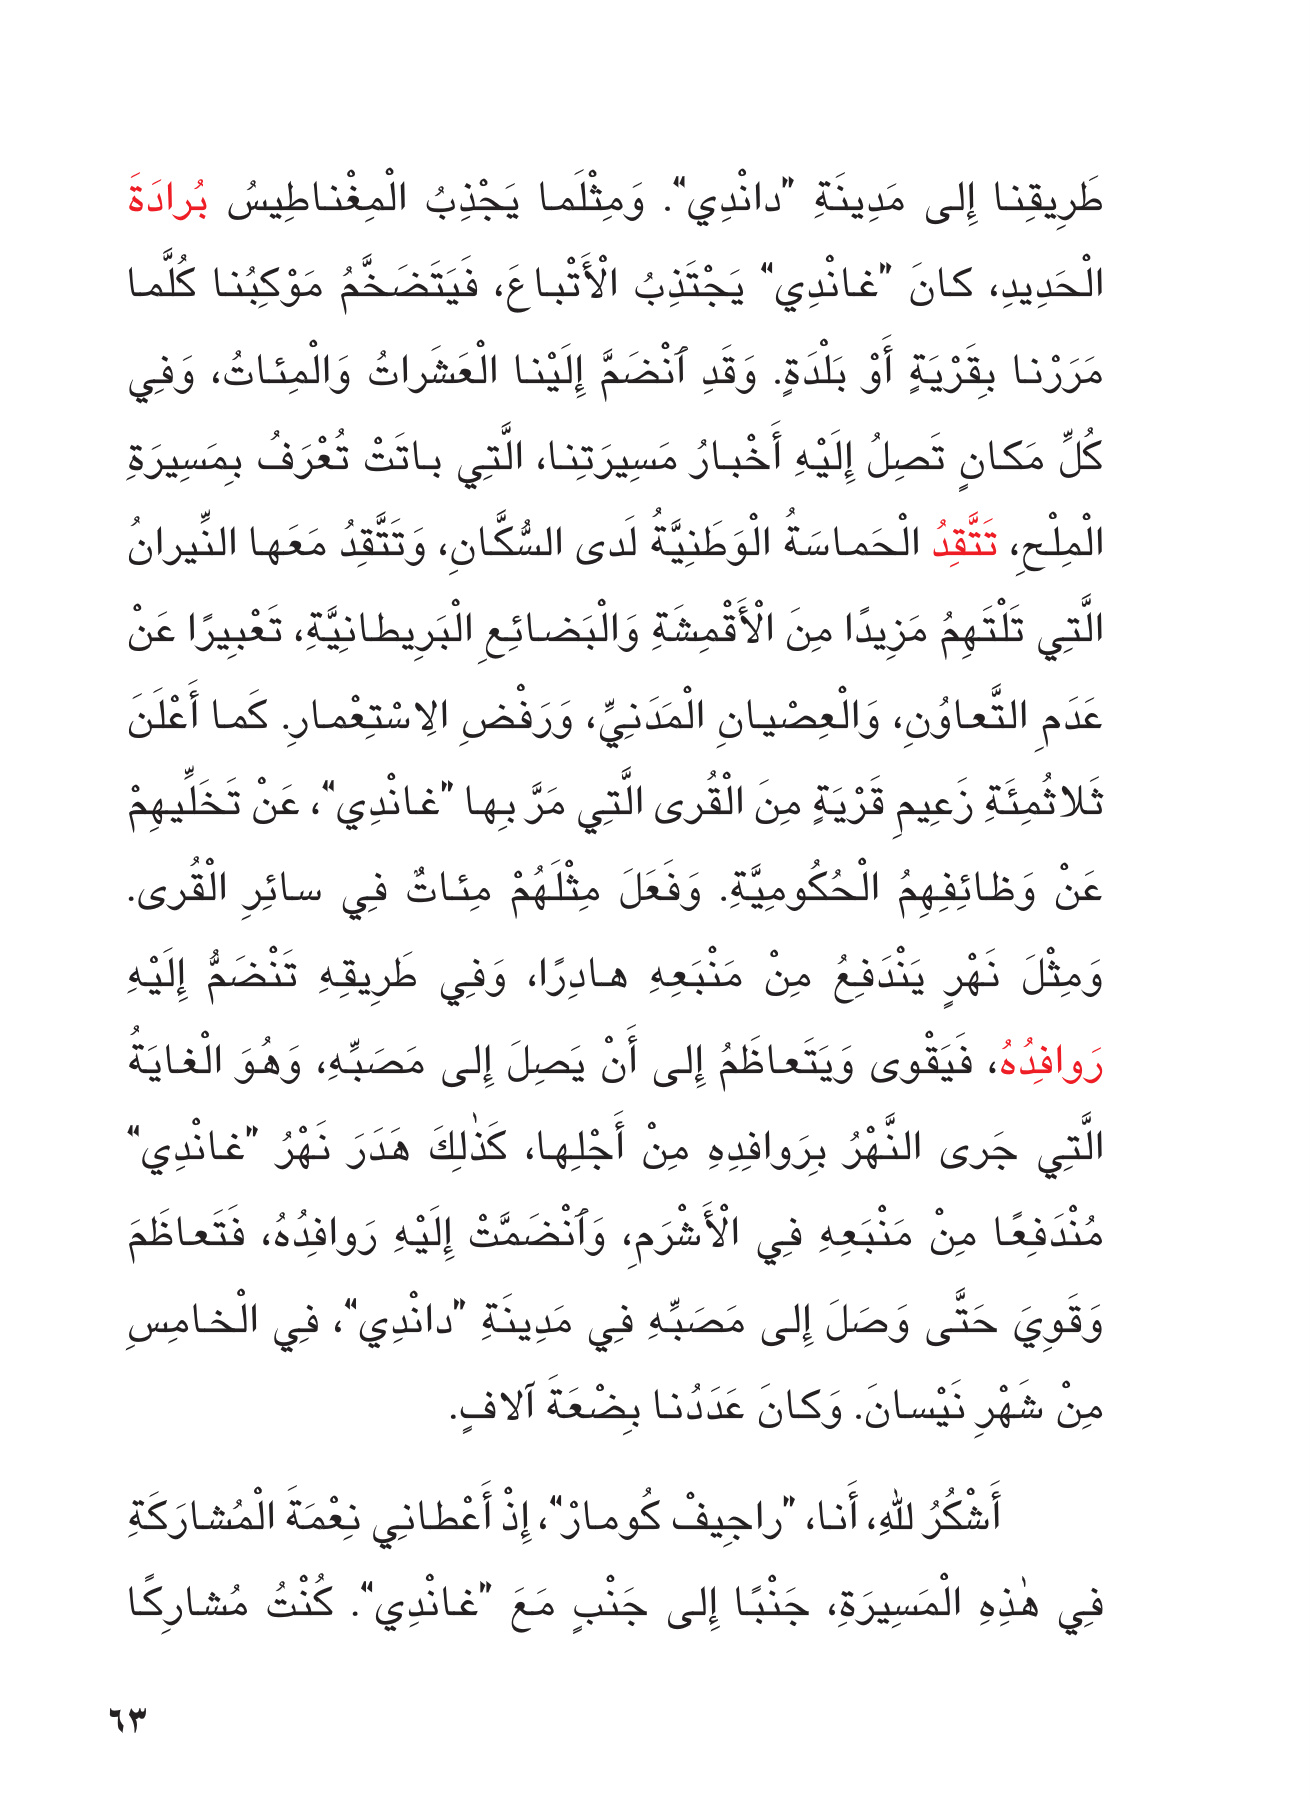 طَرِيقِنا إِلى مَدِينَةِ "دانْدِي". وَمِثْلَما يَجْذِبُ الْمِغْناطِيسُ بُرادَةَ
الْحَدِيدِ، كانَ "غانْدِي" يَجْتَذِبُ الْأَتْباعَ، فَيَتَضَخَّمُ مَوْكِبُنا كُلَّما
مَرَرْنا بِقَرْيَةٍ أَوْ بَلْدَةٍ. وَقَدِ ٱنْضَمَّ إِلَيْنا الْعَشَراتُ وَالْمِئاتُ، وَفِي
كُلِّ مَكانٍ تَصِلُ إِلَيْهِ أَخْبارُ مَسِيرَتِنا، الَّتِي باتَتْ تُعْرَفُ بِمَسِيرَةِ
الْمِلْحِ، تَتَّقِدُ الْحَماسَةُ الْوَطَنِيَّةُ لَدى السُّكَّانِ، وَتَتَّقِدُ مَعَها النِّيرانُ
الَّتِي تَلْتَهِمُ مَزِيدًا مِنَ الْأَقْمِشَةِ وَالْبَضائِعِ الْبَرِيطانِيَّةِ، تَعْبِيرًا عَنْ
عَدَمِ التَّعاوُنِ، وَالْعِصْيانِ الْمَدَنِيِّ، وَرَفْضِ الِاسْتِعْمارِ. كَما أَعْلَنَ
ثَلاثُمِئَةِ زَعِيمِ قَرْيَةٍ مِنَ الْقُرى الَّتِي مَرَّ بِها "غانْدِي"، عَنْ تَخَلِّيهِمْ
عَنْ وَظائِفِهِمُ الْحُكُومِيَّةِ. وَفَعَلَ مِثْلَهُمْ مِئاتٌ فِي سائِرِ الْقُرى.
وَمِثْلَ نَهْرٍ يَنْدَفِعُ مِنْ مَنْبَعِهِ هادِرًا، وَفِي طَرِيقِهِ تَنْضَمُّ إِلَيْهِ
رَوافِدُهُ، فَيَقْوى وَيَتَعاظَمُ إِلى أَنْ يَصِلَ إِلى مَصَبِّهِ، وَهُوَ الْغايَةُ
الَّتِي جَرى النَّهْرُ بِرَوافِدِهِ مِنْ أَجْلِها، كَذٰلِكَ هَدَرَ نَهْرُ "غانْدِي"
مُنْدَفِعًا مِنْ مَنْبَعِهِ فِي الْأَشْرَمِ، وَٱنْضَمَّتْ إِلَيْهِ رَوافِدُهُ، فَتَعاظَمَ
وَقَوِيَ حَتَّى وَصَلَ إِلى مَصَبِّهِ فِي مَدِينَةِ "دانْدِي"، فِي الْخامِسِ
مِنْ شَهْرِ نَيْسانَ. وَكانَ عَدَدُنا بِضْعَةَ آلافٍ.
أَشْكُرُ لِلهِ، أَنا، "راجِيفْ كُومارْ"، إِذْ أَعْطانِي نِعْمَةَ الْمُشارَكَةِ
فِي هٰذِهِ الْمَسِيرَةِ، جَنْبًا إِلى جَنْبٍ مَعَ "غانْدِي". كُنْتُ مُشارِكًا
٦٣